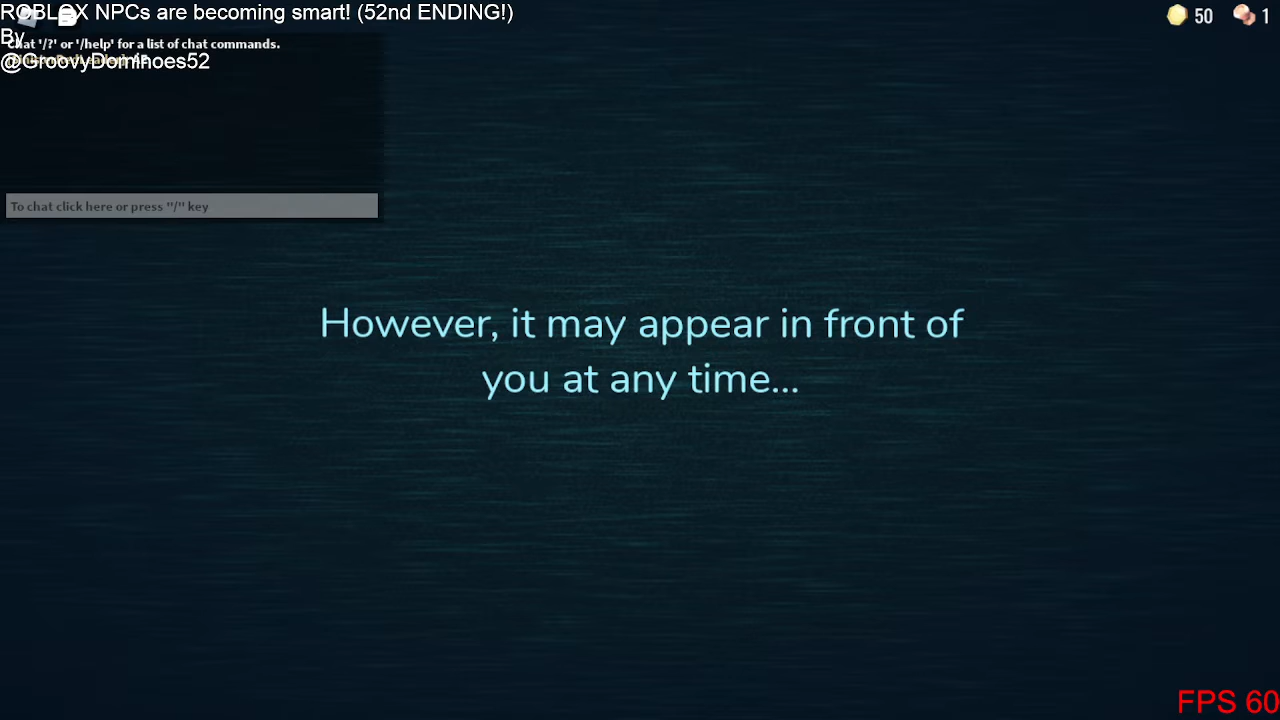 ROBLOX NPCs are becoming smart! (52nd ENDING!)
By
@GroovyDominoes52
Chat '/?' or '/help' for a list of chat commands.
To chat click here or press "/" key
50
1
However, it may appear in front of
you at any time...
FPS 60